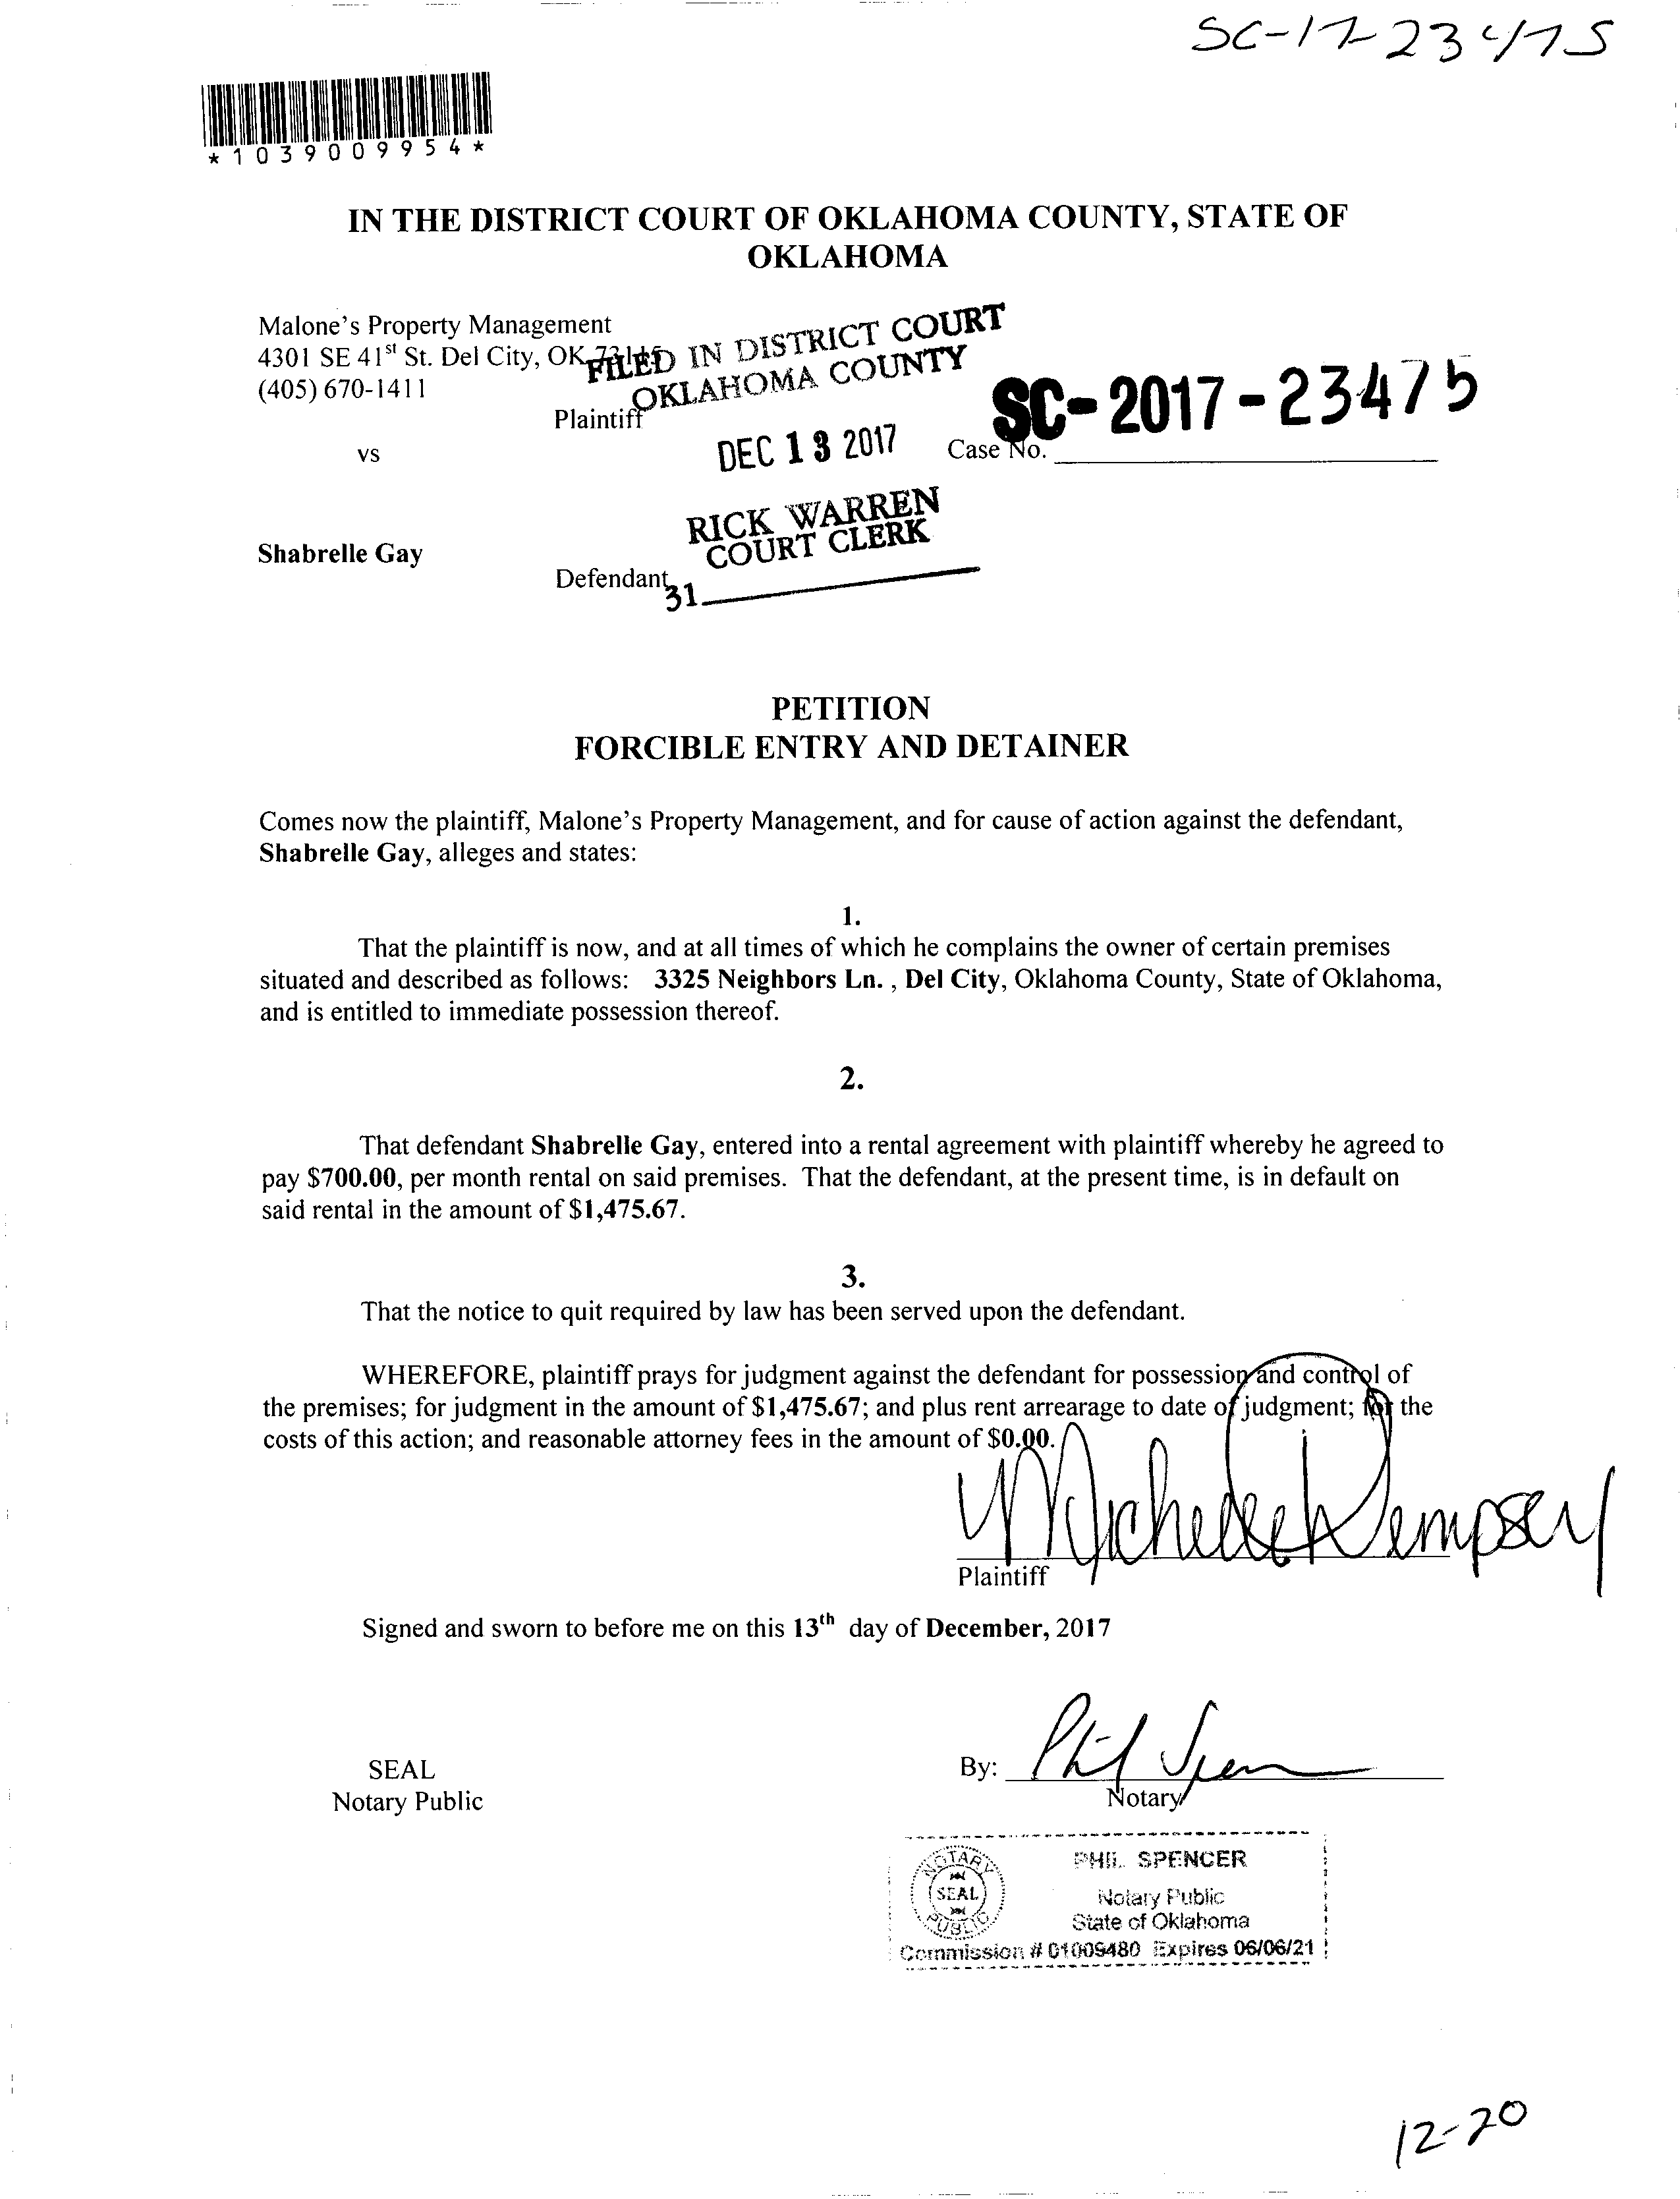 SC-17-23475
*1039009954*
IN THE DISTRICT COURT OF OKLAHOMA COUNTY, STATE OF
OKLAHOMA
Malone's Property Management
4301 SE 41st St. Del City, OK 73115
(405) 670-1411
Plaintiff
FILED IN DISTRICT COURT
OKLAHOMA COUNTY
DEC 13 2017
RICK WARREN
COURT CLERK
31
SC-2017-23475
Case No.
vs
Shabrelle Gay
Defendant
PETITION
FORCIBLE ENTRY AND DETAINER
Comes now the plaintiff, Malone's Property Management, and for cause of action against the defendant,
Shabrelle Gay, alleges and states:
1.
That the plaintiff is now, and at all times of which he complains the owner of certain premises
situated and described as follows: 3325 Neighbors Ln. , Del City, Oklahoma County, State of Oklahoma,
and is entitled to immediate possession thereof.
2.
That defendant Shabrelle Gay, entered into a rental agreement with plaintiff whereby he agreed to
pay $700.00, per month rental on said premises. That the defendant, at the present time, is in default on
said rental in the amount of $1,475.67.
3.
That the notice to quit required by law has been served upon the defendant.
WHEREFORE, plaintiff prays for judgment against the defendant for possession and control of
the premises; for judgment in the amount of $1,475.67; and plus rent arrearage to date of judgment; for the
costs of this action; and reasonable attorney fees in the amount of $0.00.
Michelle Dempsey
Plaintiff
Signed and sworn to before me on this 13th day of December, 2017
SEAL
Notary Public
By: Phil Spencer
Notary
NOTARY
SEAL
PUBLIC
PHIL SPENCER
Notary Public
State of Oklahoma
Commission # 01009480 Expires 06/06/21
12-20